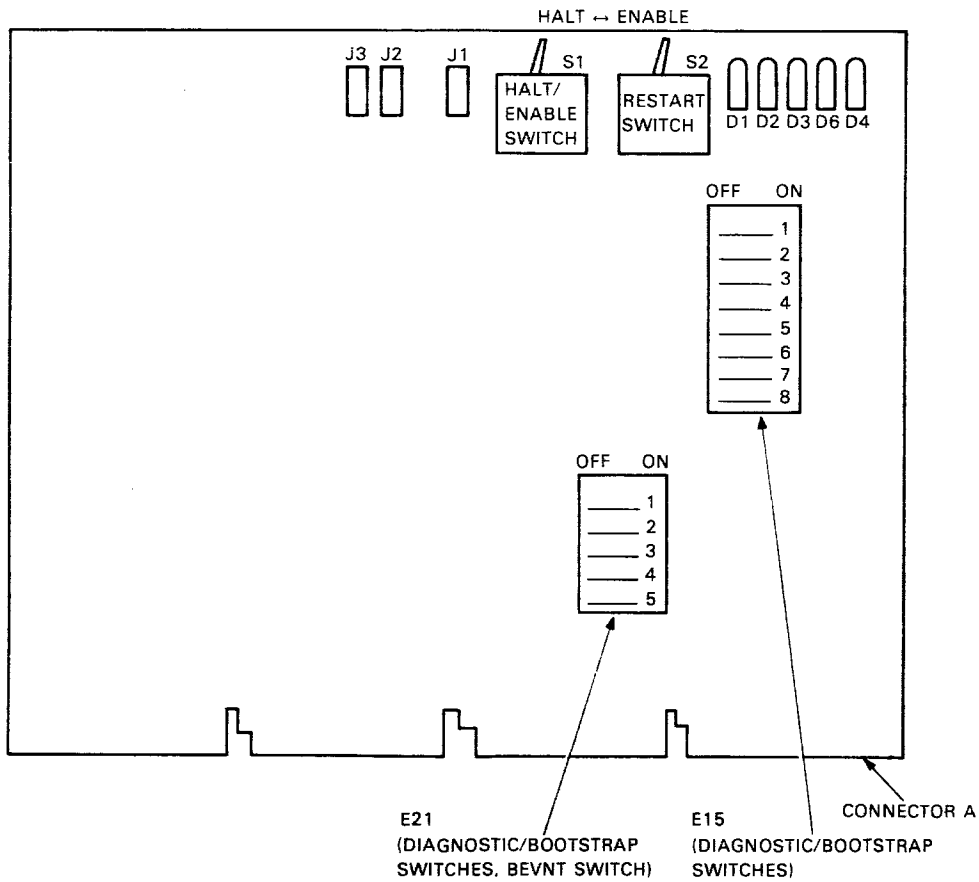 HALT ↔ ENABLE
J3 J2 J1 S1 S2
HALT/
ENABLE
SWITCH
RESTART
SWITCH
D1 D2 D3 D6 D4
OFF ON
1
2
3
4
5
6
7
8
OFF ON
1
2
3
4
5
CONNECTOR A
E21
(DIAGNOSTIC/BOOTSTRAP
SWITCHES, BEVNT SWITCH)
E15
(DIAGNOSTIC/BOOTSTRAP
SWITCHES)